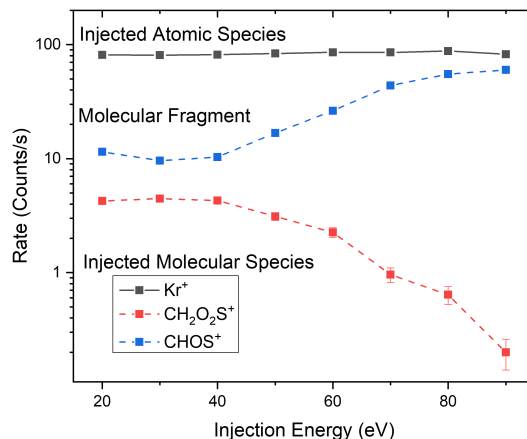 Injected Atomic Species
100
Molecular Fragment
10
Rate (Counts/s)
Injected Molecular Species
1
Kr⁺
CH₂O₂S⁺
CHOS⁺
20 40 60 80
Injection Energy (eV)